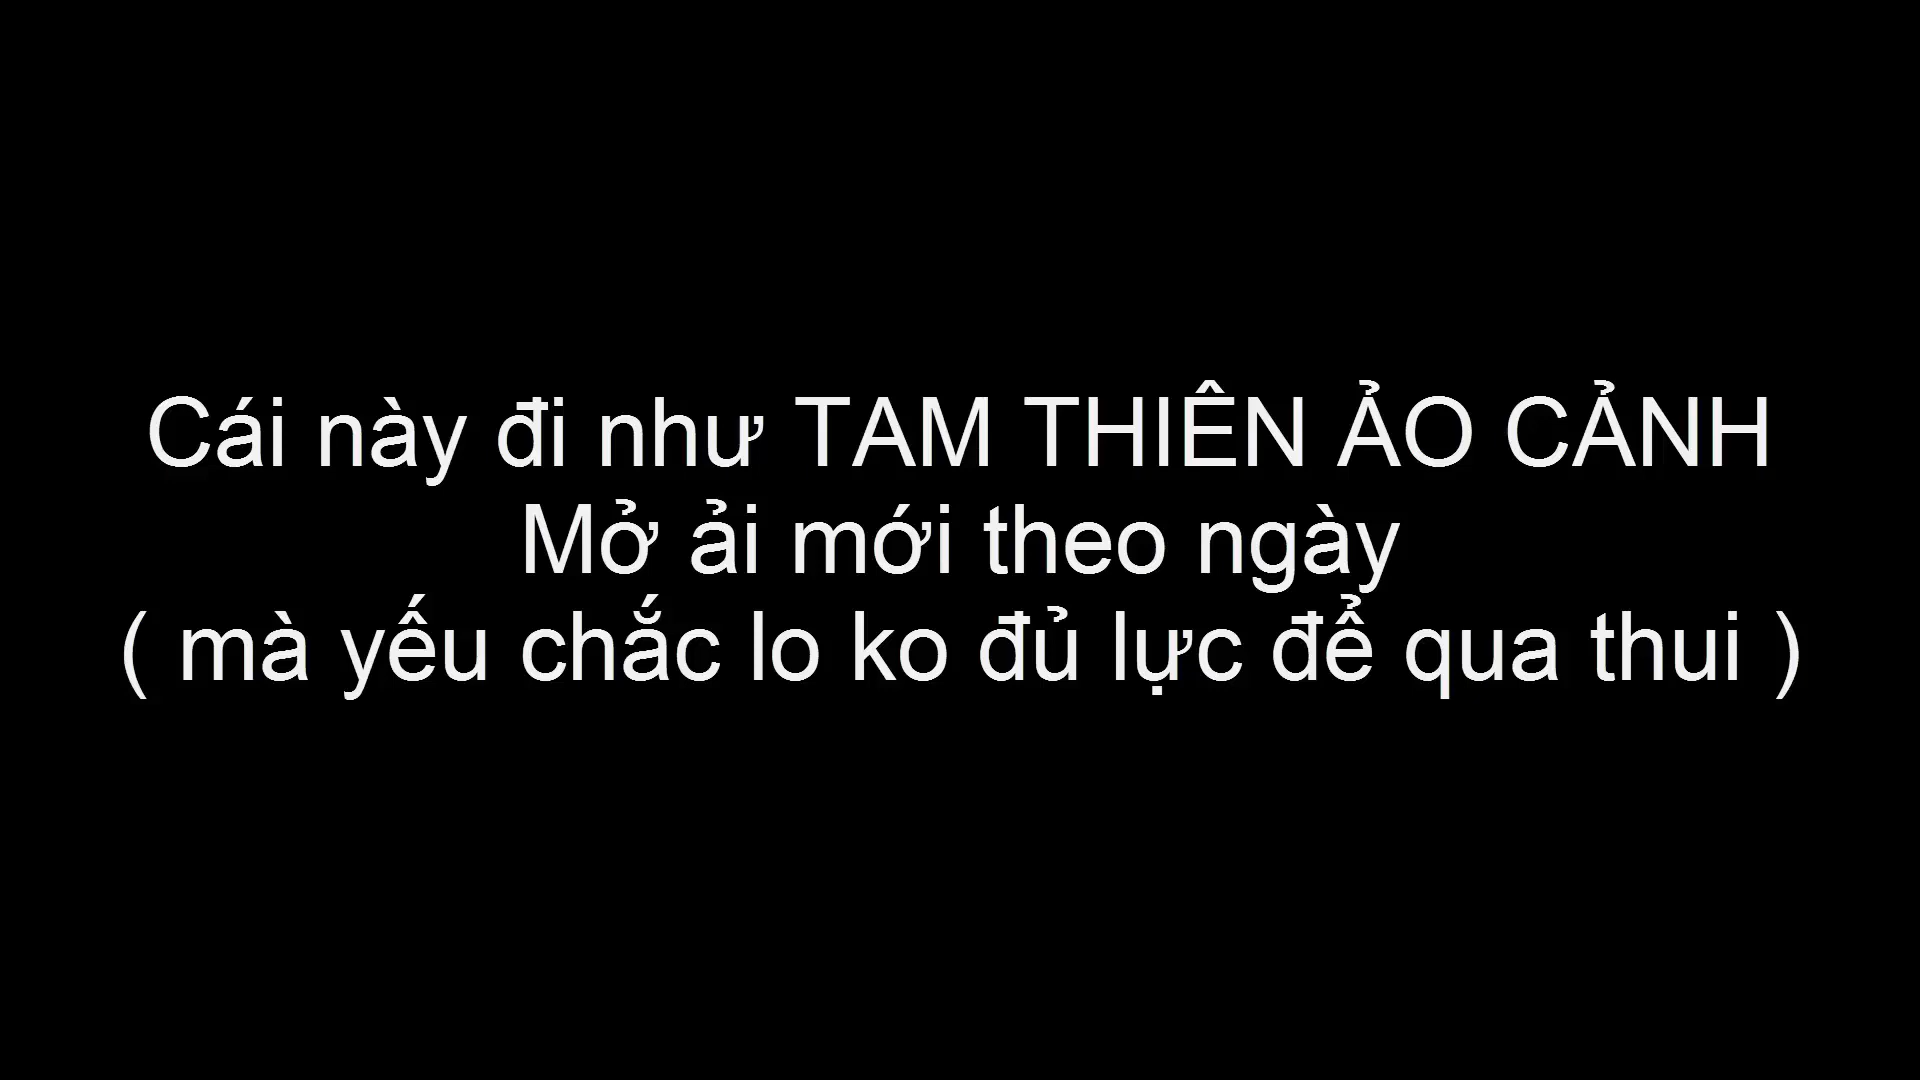 Cái này đi như TAM THIÊN ẢO CẢNH
Mở ải mới theo ngày
( mà yếu chắc lo ko đủ lực để qua thui )